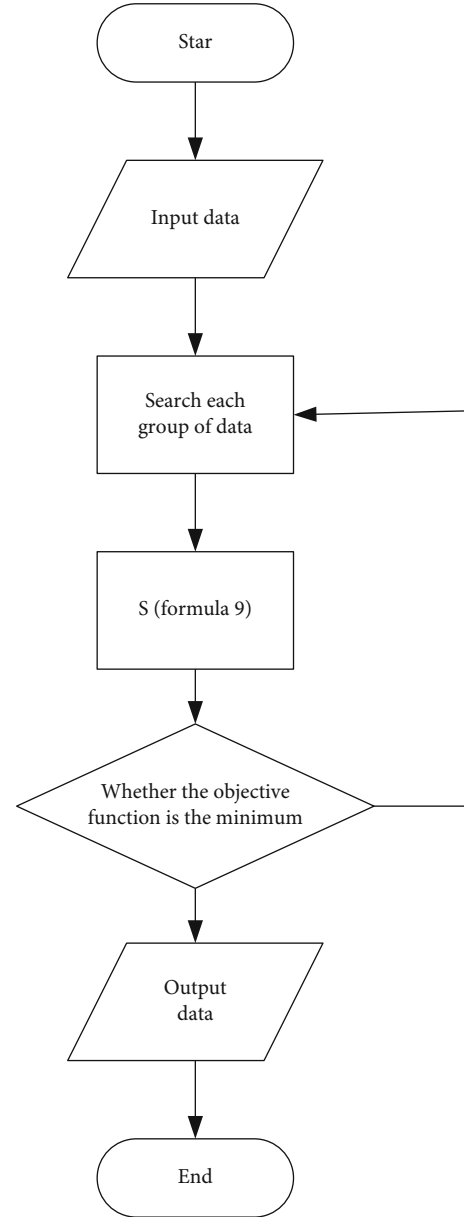 Star
Input data
Search each
group of data
S (formula 9)
Whether the objective
function is the minimum
Output
data
End